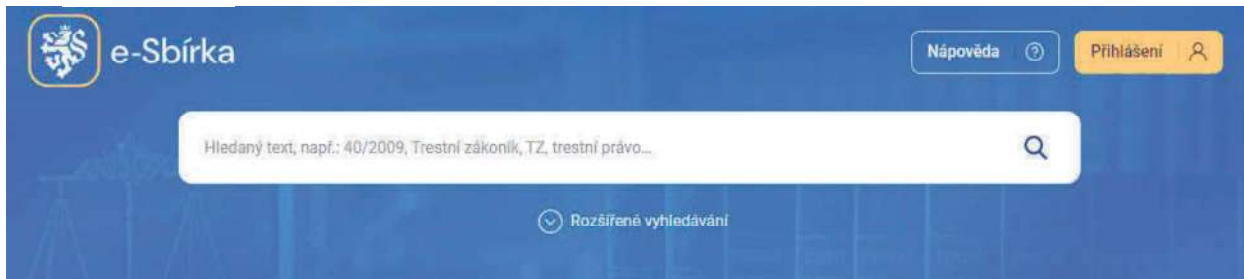 e-Sbírka
Nápověda
Přihlášení
Hledaný text, např.: 40/2009, Trestní zákoník, TZ, trestní právo...
Rozšířené vyhledávání